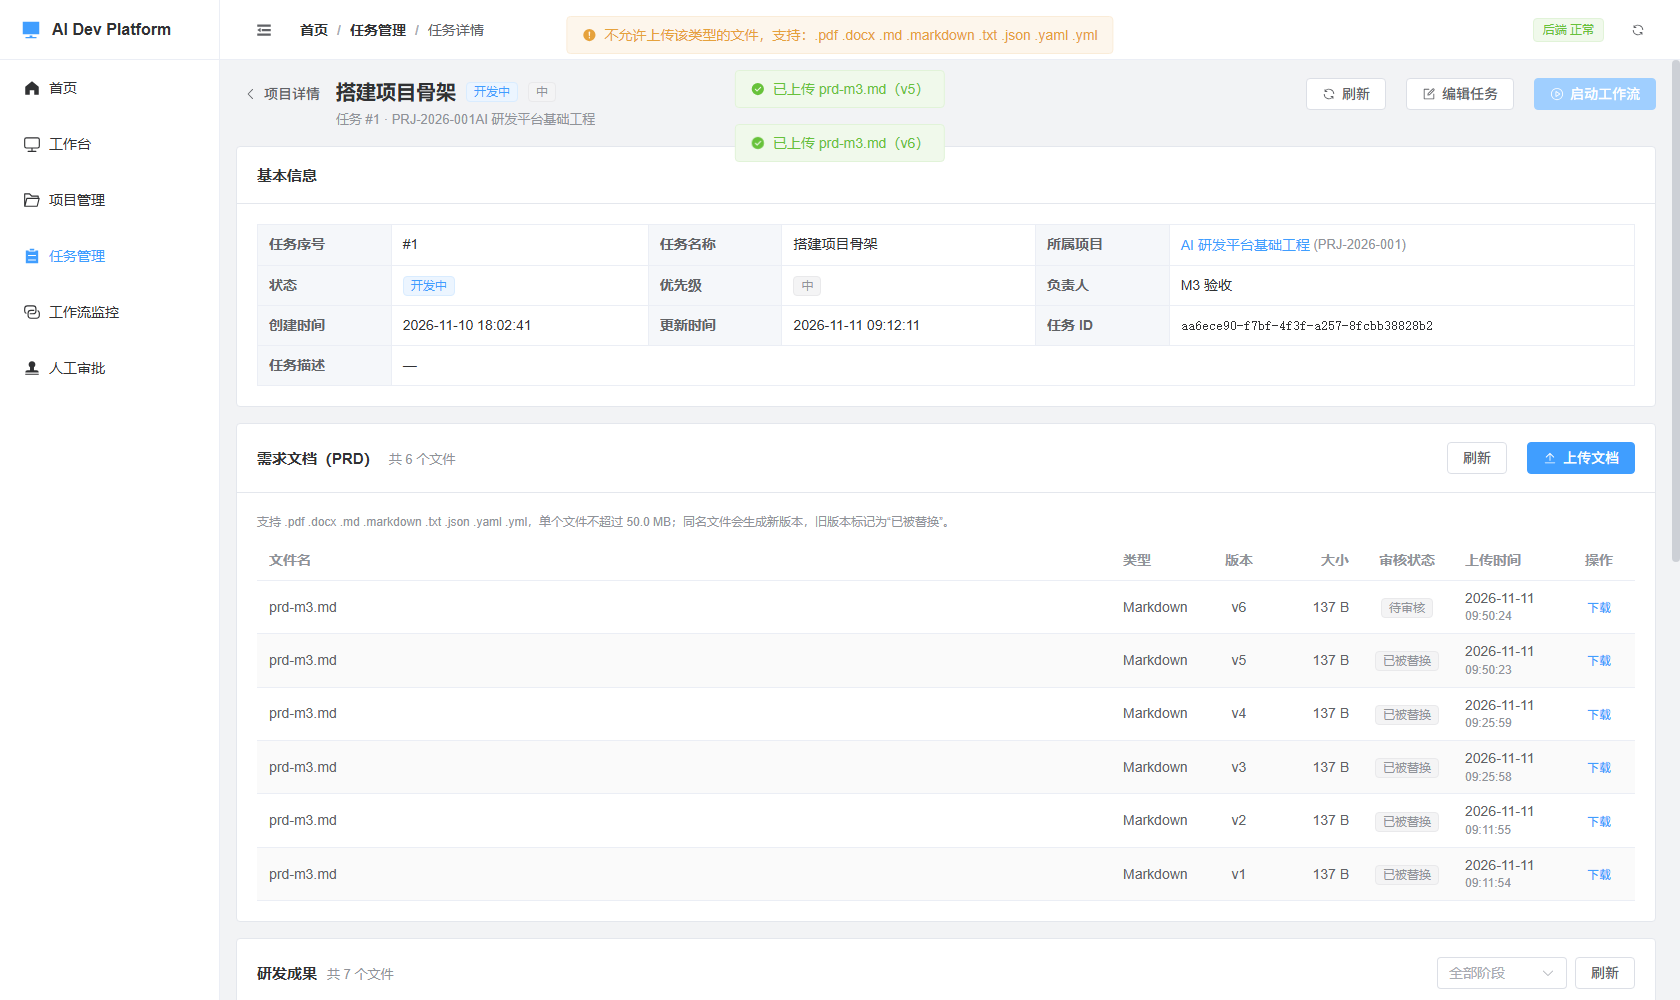 AI Dev Platform
首页 / 任务管理 / 任务详情
不允许上传该类型的文件，支持：.pdf .docx .md .markdown .txt .json .yaml .yml
后端 正常
首页
工作台
项目管理
任务管理
工作流监控
人工审批
项目详情 搭建项目骨架 开发中 中
任务 #1 · PRJ-2026-001AI 研发平台基础工程
已上传 prd-m3.md（v5）
已上传 prd-m3.md（v6）
刷新 编辑任务 启动工作流
基本信息
任务序号 #1 任务名称 搭建项目骨架 所属项目 AI 研发平台基础工程 (PRJ-2026-001)
状态 开发中 优先级 中 负责人 M3 验收
创建时间 2026-11-10 18:02:41 更新时间 2026-11-11 09:12:11 任务 ID aa6ece90-f7bf-4f3f-a257-8fcbb38828b2
任务描述 —
需求文档（PRD） 共 6 个文件 刷新 上传文档
支持 .pdf .docx .md .markdown .txt .json .yaml .yml，单个文件不超过 50.0 MB；同名文件会生成新版本，旧版本标记为“已被替换”。
文件名 类型 版本 大小 审核状态 上传时间 操作
prd-m3.md Markdown v6 137 B 待审核 2026-11-11 09:50:24 下载
prd-m3.md Markdown v5 137 B 已被替换 2026-11-11 09:50:23 下载
prd-m3.md Markdown v4 137 B 已被替换 2026-11-11 09:25:59 下载
prd-m3.md Markdown v3 137 B 已被替换 2026-11-11 09:25:58 下载
prd-m3.md Markdown v2 137 B 已被替换 2026-11-11 09:11:55 下载
prd-m3.md Markdown v1 137 B 已被替换 2026-11-11 09:11:54 下载
研发成果 共 7 个文件 全部阶段 刷新